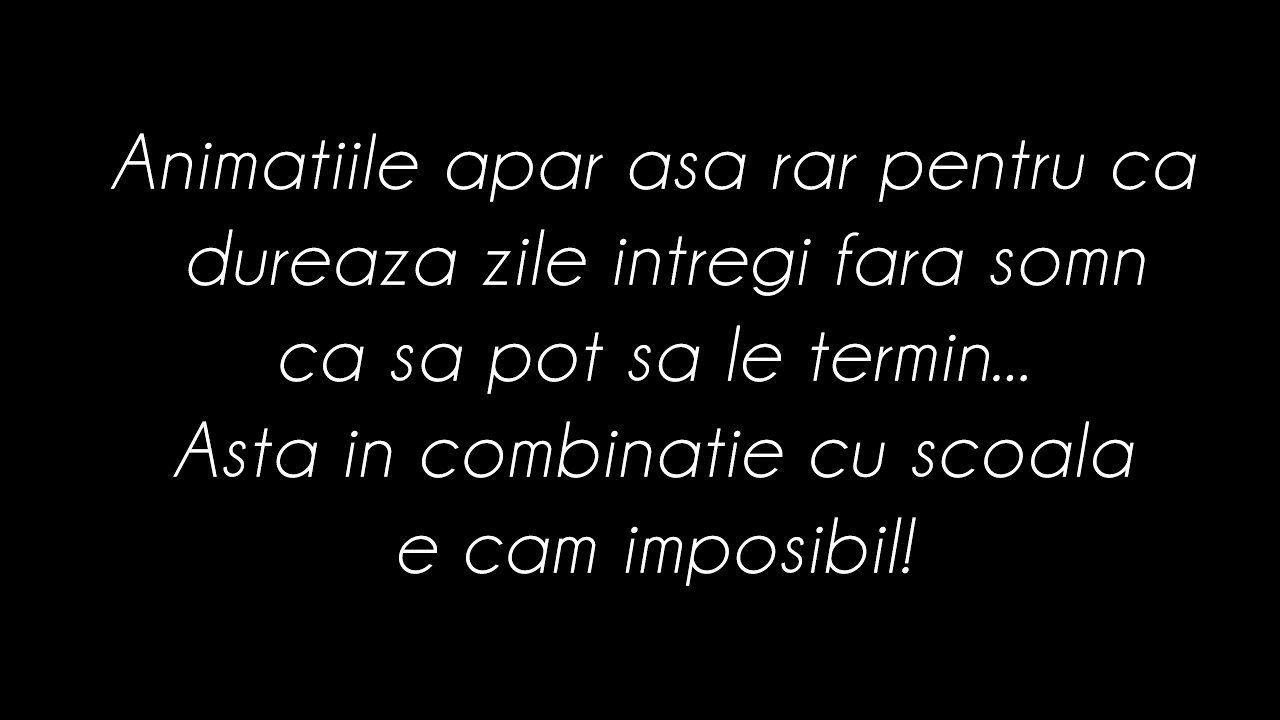 Animatiile apar asa rar pentru ca
dureaza zile intregi fara somn
ca sa pot sa le termin...
Asta in combinatie cu scoala
e cam imposibil!